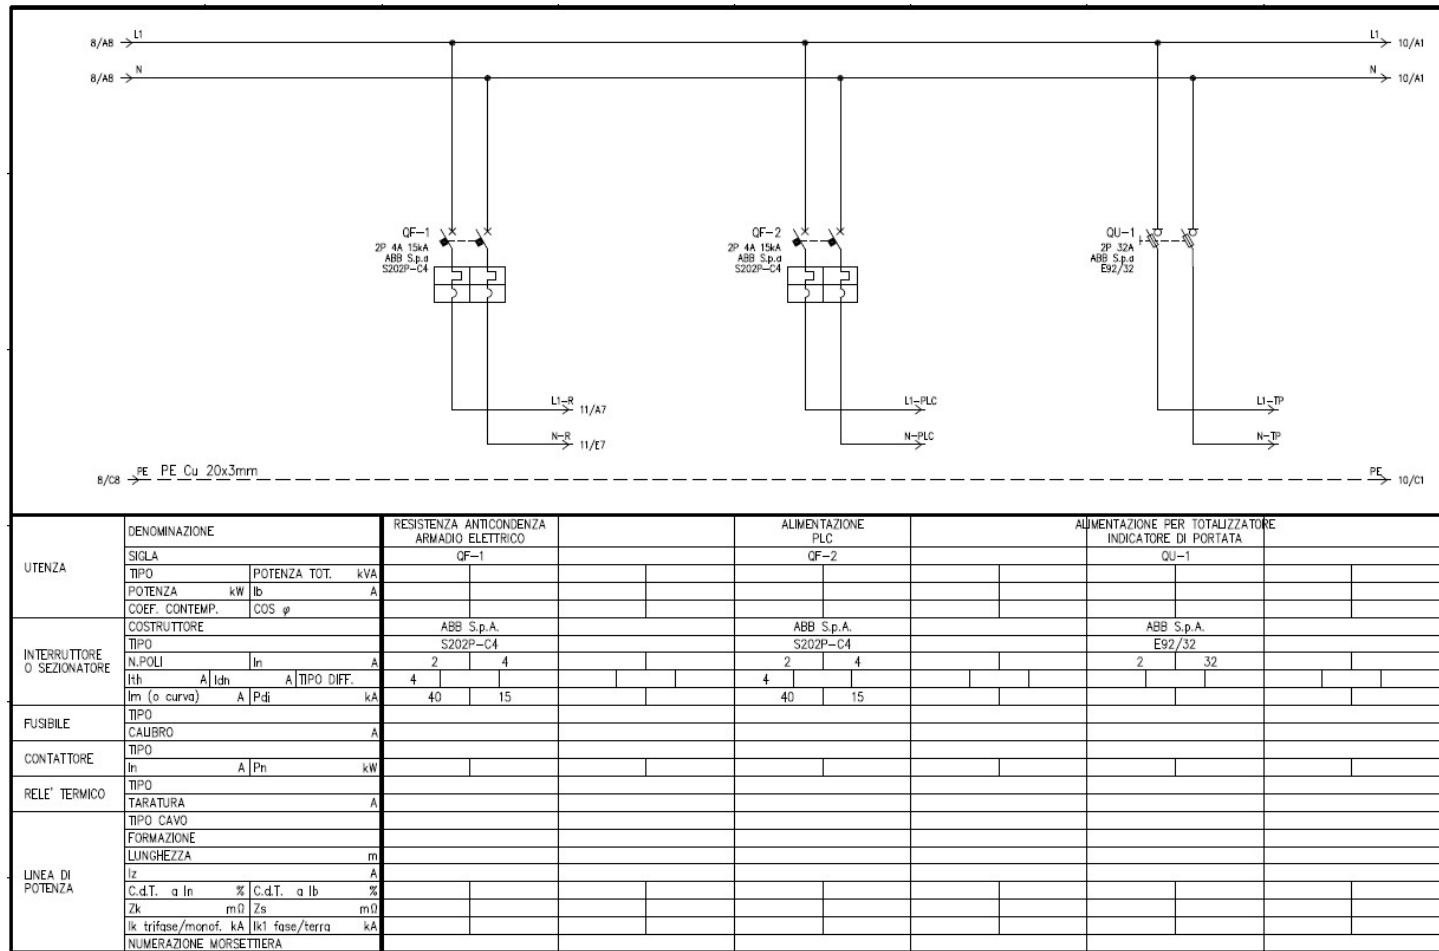 8/A8 L1 L1 10/A1
8/A8 N N 10/A1
QF-1
2P 4A 15kA
ABB S.p.a
S202P-C4
QF-2
2P 4A 15kA
ABB S.p.a
S202P-C4
QU-1
2P 32A
ABB S.p.a
E92/32
L1-R 11/A7
N-R 11/E7
L1-PLC
N-PLC
L1-TP
N-TP
8/C8 PE PE Cu 20x3mm PE 10/C1
UTENZA
DENOMINAZIONE
RESISTENZA ANTICONDENZA
ARMADIO ELETTRICO
ALIMENTAZIONE
PLC
ALIMENTAZIONE PER TOTALIZZATORE
INDICATORE DI PORTATA
SIGLA QF-1 QF-2 QU-1
TIPO POTENZA TOT. kVA
POTENZA kW Ib A
COEF. CONTEMP. COS φ
INTERRUTTORE
O SEZIONATORE
COSTRUTTORE ABB S.p.A. ABB S.p.A. ABB S.p.A.
TIPO S202P-C4 S202P-C4 E92/32
N.POLI In A 2 4 2 4 2 32
Ith A Idn A TIPO DIFF. 4 4
Im (o curva) A Pdi kA 40 15 40 15
FUSIBILE
TIPO
CALIBRO A
CONTATTORE
TIPO
In A Pn kW
RELE' TERMICO
TIPO
TARATURA A
LINEA DI
POTENZA
TIPO CAVO
FORMAZIONE
LUNGHEZZA m
Iz A
C.d.T. a In % C.d.T. a Ib %
Zk mΩ Zs mΩ
Ik trifase/monof. kA Ik1 fase/terra kA
NUMERAZIONE MORSETTIERA